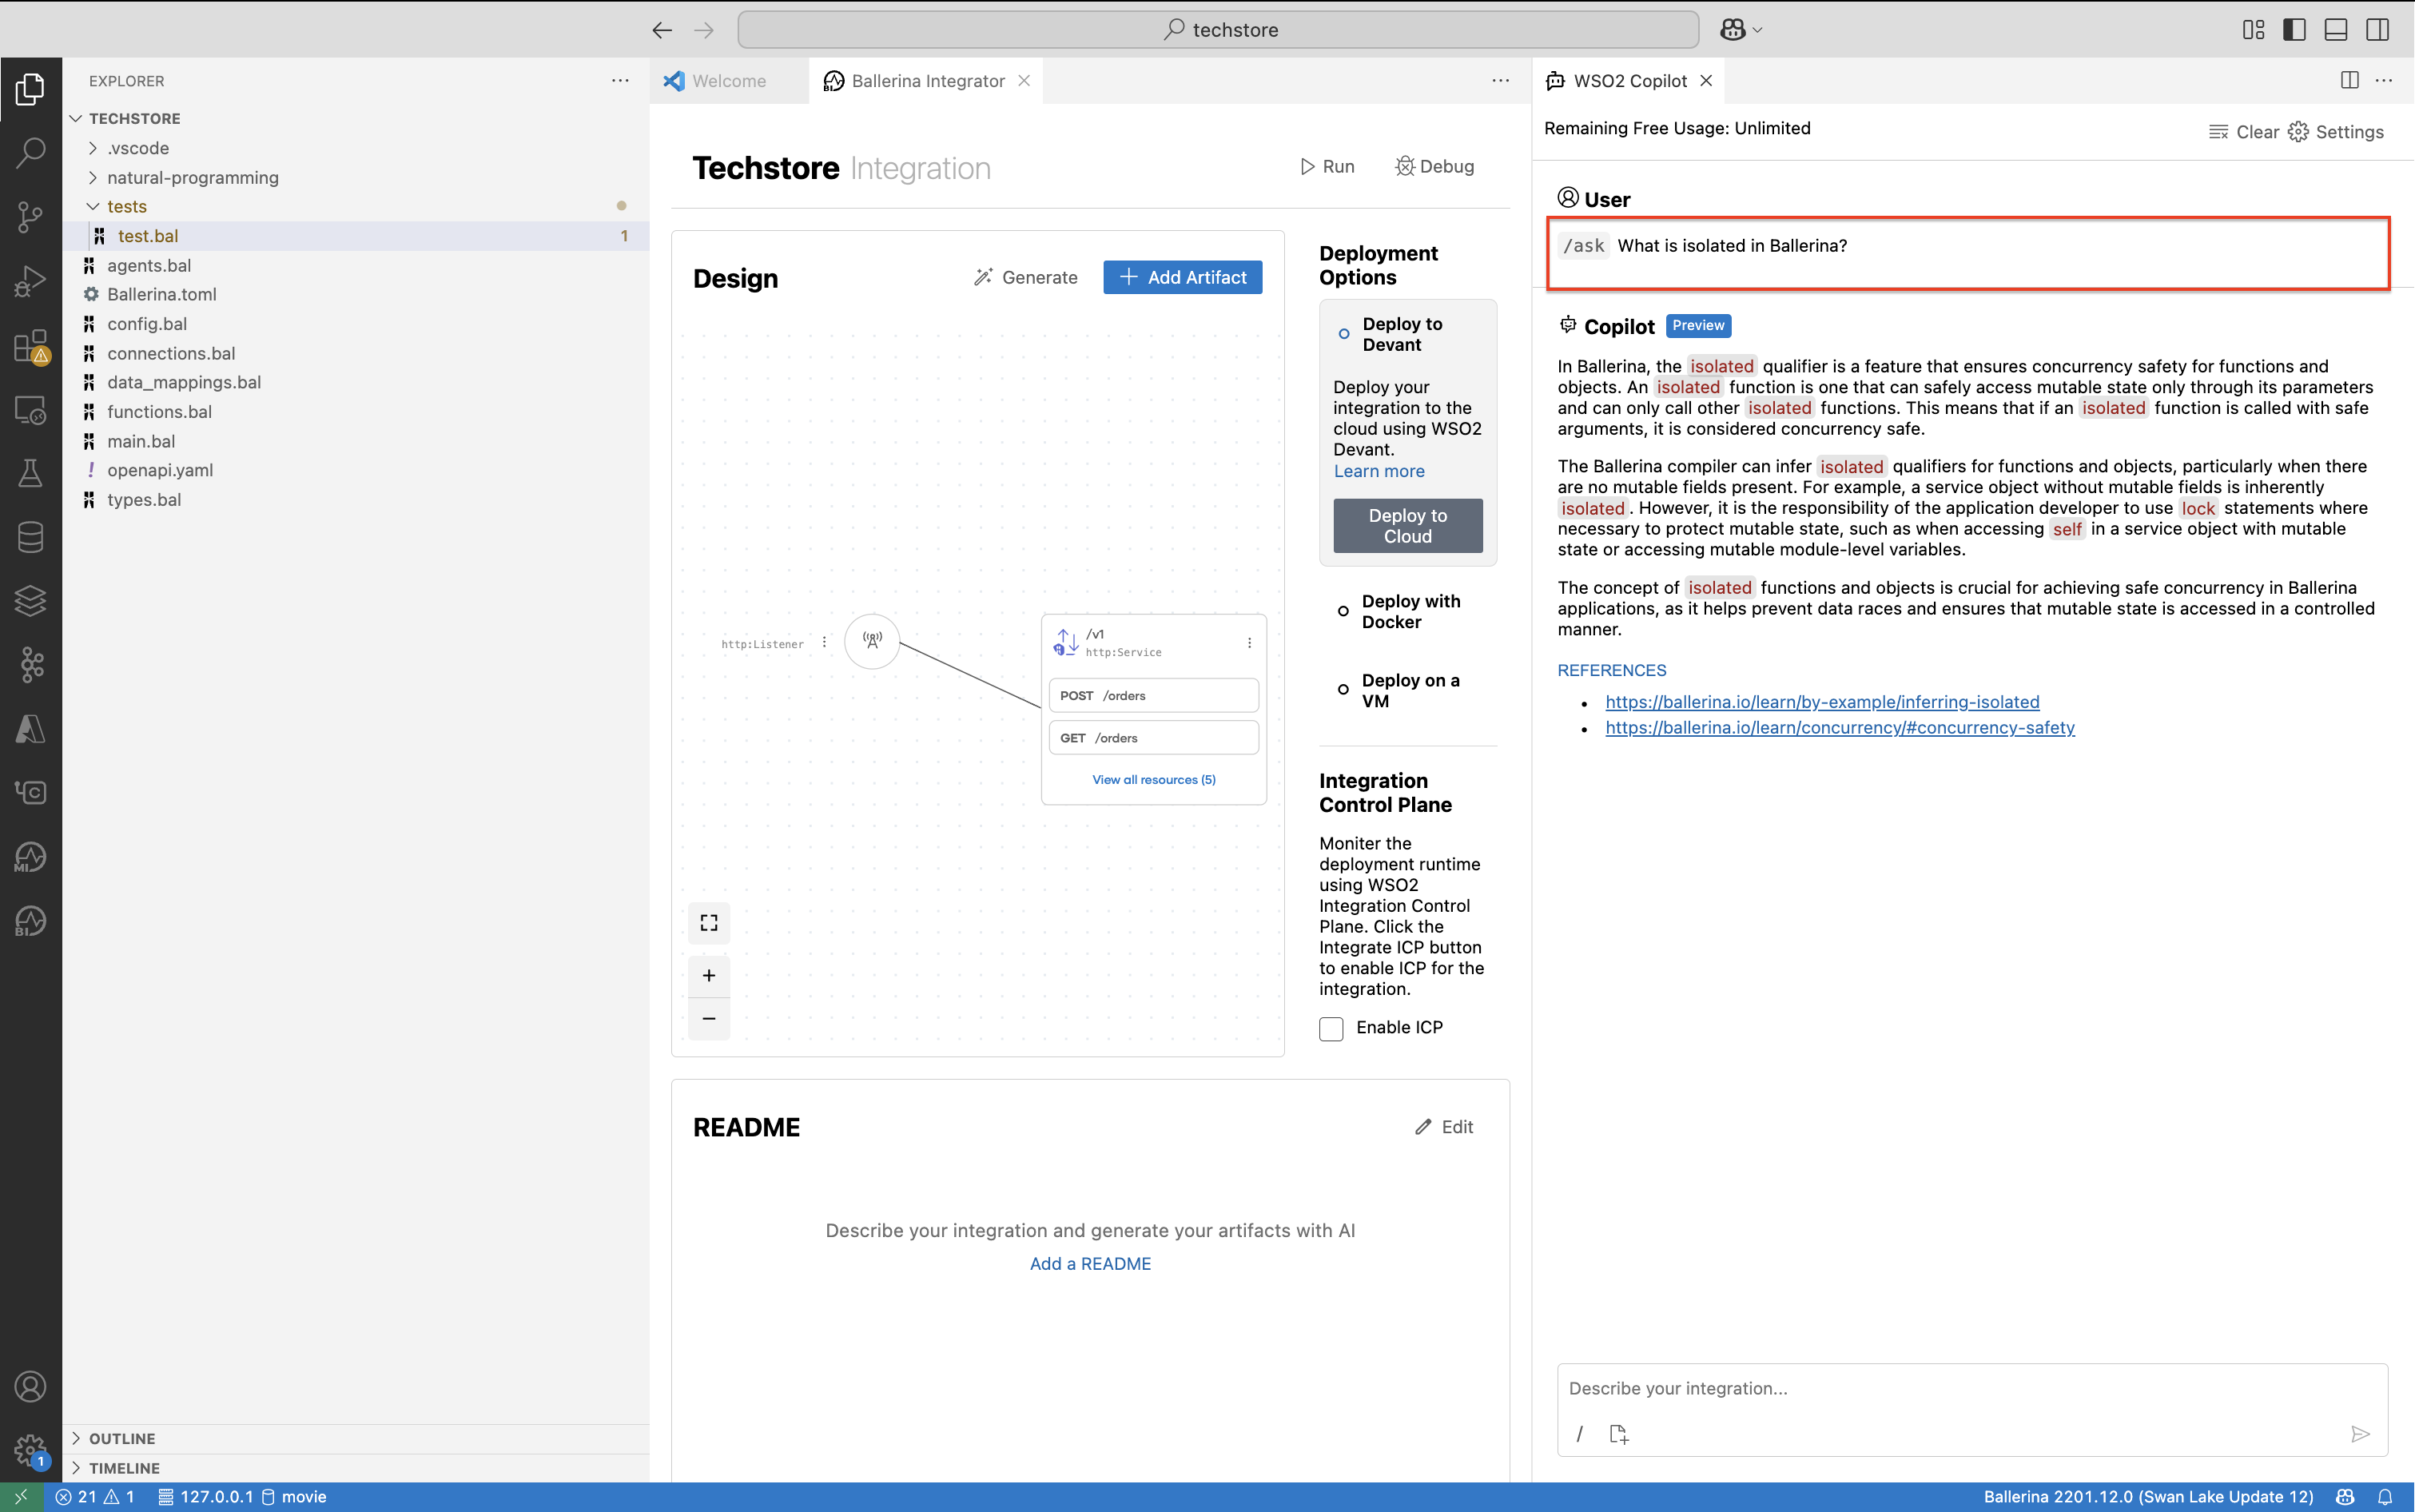 techstore
EXPLORER
TECHSTORE
.vscode
natural-programming
tests
test.bal 1
agents.bal
Ballerina.toml
config.bal
connections.bal
data_mappings.bal
functions.bal
main.bal
! openapi.yaml
types.bal
OUTLINE
TIMELINE
Welcome
Ballerina Integrator
Techstore Integration
Run
Debug
Design
Generate
Add Artifact
http:Listener
/v1
http:Service
POST /orders
GET /orders
View all resources (5)
Deployment
Options
Deploy to
Devant
Deploy your
integration to the
cloud using WSO2
Devant.
Learn more
Deploy to
Cloud
Deploy with
Docker
Deploy on a
VM
Integration
Control Plane
Moniter the
deployment runtime
using WSO2
Integration Control
Plane. Click the
Integrate ICP button
to enable ICP for the
integration.
Enable ICP
README
Edit
Describe your integration and generate your artifacts with AI
Add a README
WSO2 Copilot
Remaining Free Usage: Unlimited
Clear
Settings
User
/ask What is isolated in Ballerina?
Copilot Preview
In Ballerina, the isolated qualifier is a feature that ensures concurrency safety for functions and
objects. An isolated function is one that can safely access mutable state only through its parameters
and can only call other isolated functions. This means that if an isolated function is called with safe
arguments, it is considered concurrency safe.
The Ballerina compiler can infer isolated qualifiers for functions and objects, particularly when there
are no mutable fields present. For example, a service object without mutable fields is inherently
isolated. However, it is the responsibility of the application developer to use lock statements where
necessary to protect mutable state, such as when accessing self in a service object with mutable
state or accessing mutable module-level variables.
The concept of isolated functions and objects is crucial for achieving safe concurrency in Ballerina
applications, as it helps prevent data races and ensures that mutable state is accessed in a controlled
manner.
REFERENCES
https://ballerina.io/learn/by-example/inferring-isolated
https://ballerina.io/learn/concurrency/#concurrency-safety
Describe your integration...
/
MI
BI
1
21 1 127.0.0.1 movie
Ballerina 2201.12.0 (Swan Lake Update 12)